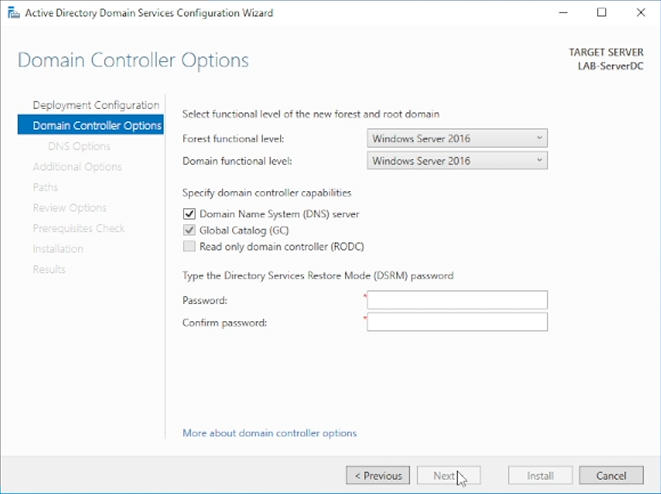 Active Directory Domain Services Configuration Wizard
Domain Controller Options
TARGET SERVER
LAB-ServerDC
Deployment Configuration
Domain Controller Options
DNS Options
Additional Options
Paths
Review Options
Prerequisites Check
Installation
Results
Select functional level of the new forest and root domain
Forest functional level: Windows Server 2016
Domain functional level: Windows Server 2016
Specify domain controller capabilities
Domain Name System (DNS) server
Global Catalog (GC)
Read only domain controller (RODC)
Type the Directory Services Restore Mode (DSRM) password
Password: *
Confirm password: *
More about domain controller options
< Previous Next > Install Cancel